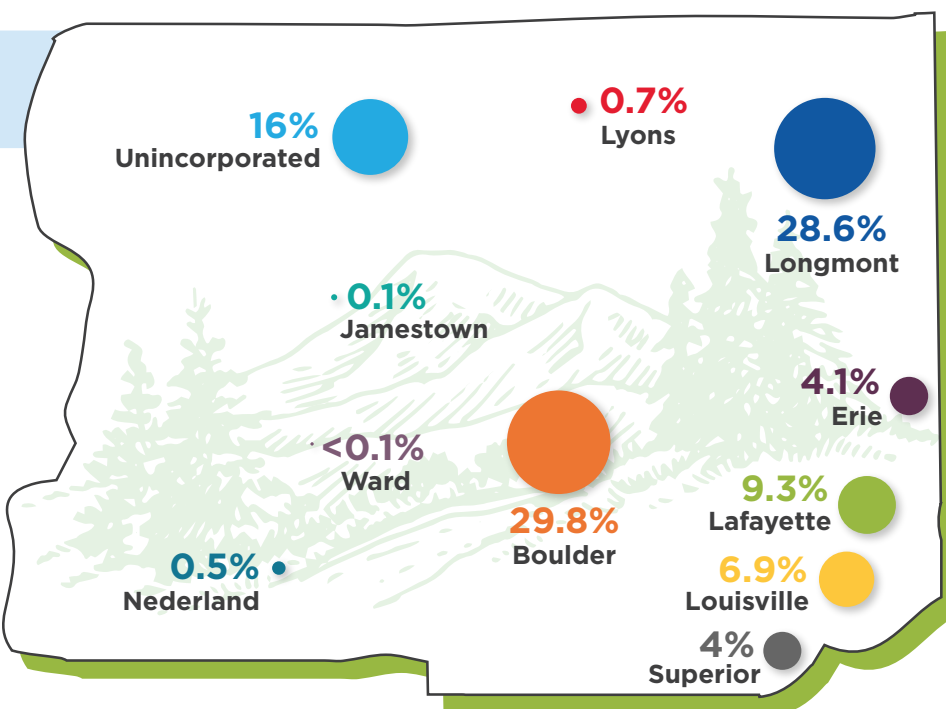 0.7%
Lyons
16%
Unincorporated
28.6%
Longmont
0.1%
Jamestown
4.1%
Erie
<0.1%
Ward
9.3%
Lafayette
29.8%
Boulder
0.5%
Nederland
6.9%
Louisville
4%
Superior